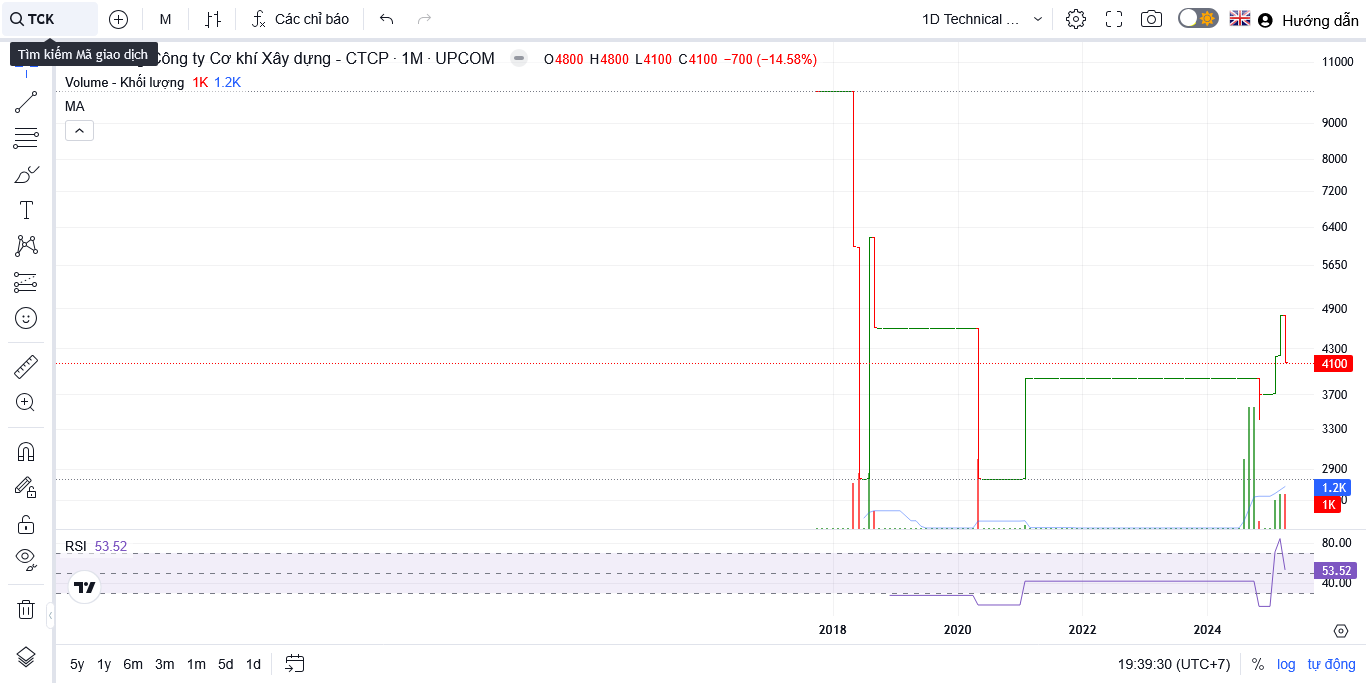 TCK
M
Các chỉ báo
1D Technical ...
Hướng dẫn
Tìm kiếm Mã giao dịch
Công ty Cơ khí Xây dựng - CTCP · 1M · UPCOM
O4800 H4800 L4100 C4100 −700 (−14.58%)
Volume - Khối lượng 1K 1.2K
MA
11000
9000
8000
7200
6400
5650
4900
4300
4100
3700
3300
2900
1.2K
1K
RSI 53.52
80.00
53.52
40.00
2018
2020
2022
2024
5y 1y 6m 3m 1m 5d 1d
19:39:30 (UTC+7)
% log tự động